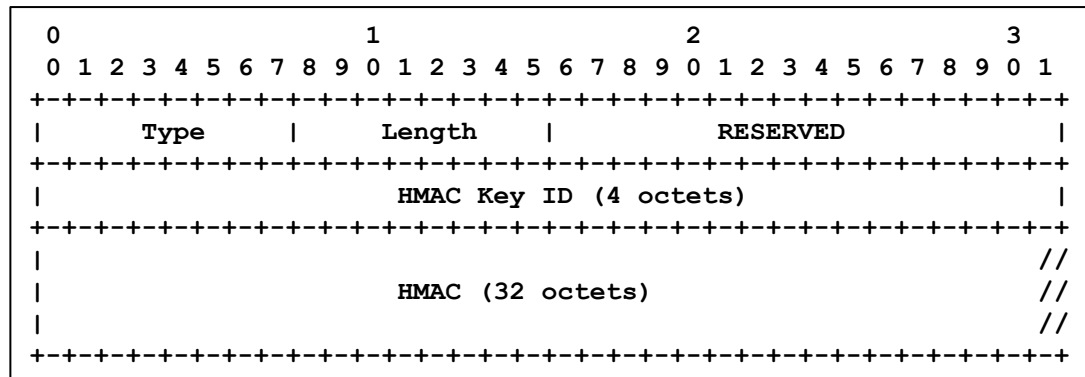 0                   1                   2                   3
 0 1 2 3 4 5 6 7 8 9 0 1 2 3 4 5 6 7 8 9 0 1 2 3 4 5 6 7 8 9 0 1
+-+-+-+-+-+-+-+-+-+-+-+-+-+-+-+-+-+-+-+-+-+-+-+-+-+-+-+-+-+-+-+-+
|      Type     |     Length    |          RESERVED             |
+-+-+-+-+-+-+-+-+-+-+-+-+-+-+-+-+-+-+-+-+-+-+-+-+-+-+-+-+-+-+-+-+
|                      HMAC Key ID (4 octets)                   |
+-+-+-+-+-+-+-+-+-+-+-+-+-+-+-+-+-+-+-+-+-+-+-+-+-+-+-+-+-+-+-+-+
|                                                              //
|                      HMAC (32 octets)                        //
|                                                              //
+-+-+-+-+-+-+-+-+-+-+-+-+-+-+-+-+-+-+-+-+-+-+-+-+-+-+-+-+-+-+-+-+